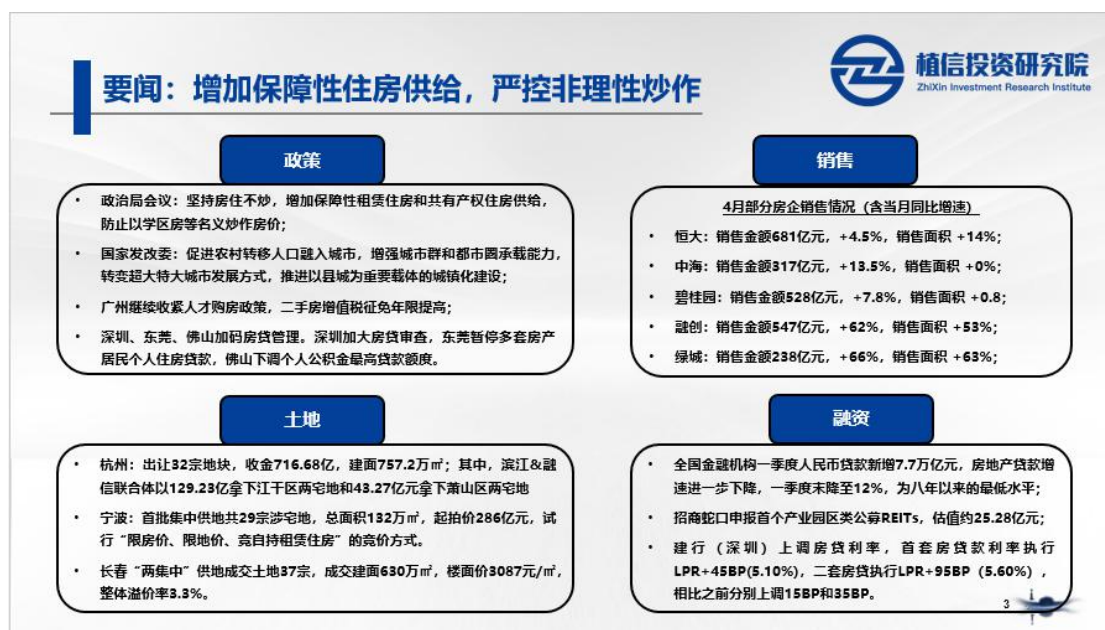 要闻：增加保障性住房供给，严控非理性炒作
植信投资研究院
ZhiXin Investment Research Institute
政策
• 政治局会议：坚持房住不炒，增加保障性租赁住房和共有产权住房供给，
防止以学区房等名义炒作房价；
• 国家发改委：促进农村转移人口融入城市，增强城市群和都市圈承载能力，
转变超大特大城市发展方式，推进以县城为重要载体的城镇化建设；
• 广州继续收紧人才购房政策，二手房增值税征免年限提高；
• 深圳、东莞、佛山加码房贷管理。深圳加大房贷审查，东莞暂停多套房产
居民个人住房贷款，佛山下调个人公积金最高贷款额度。
销售
4月部分房企销售情况（含当月同比增速）
• 恒大：销售金额681亿元，+4.5%，销售面积 +14%；
• 中海：销售金额317亿元，+13.5%，销售面积 +0%；
• 碧桂园：销售金额528亿元，+7.8%，销售面积 +0.8；
• 融创：销售金额547亿元，+62%，销售面积 +53%；
• 绿城：销售金额238亿元，+66%，销售面积 +63%；
土地
• 杭州：出让32宗地块，收金716.68亿，建面757.2万㎡；其中，滨江&融
信联合体以129.23亿拿下江干区两宅地和43.27亿元拿下萧山区两宅地
• 宁波：首批集中供地共29宗涉宅地，总面积132万㎡，起拍价286亿元，试
行“限房价、限地价、竞自持租赁住房”的竞价方式。
• 长春“两集中”供地成交土地37宗，成交建面630万㎡，楼面价3087元/㎡，
整体溢价率3.3%。
融资
• 全国金融机构一季度人民币贷款新增7.7万亿元，房地产贷款增
速进一步下降，一季度末降至12%，为八年以来的最低水平；
• 招商蛇口申报首个产业园区类公募REITs，估值约25.28亿元；
• 建行（深圳）上调房贷利率，首套房贷款利率执行
LPR+45BP(5.10%)，二套房贷执行LPR+95BP（5.60%），
相比之前分别上调15BP和35BP。
3